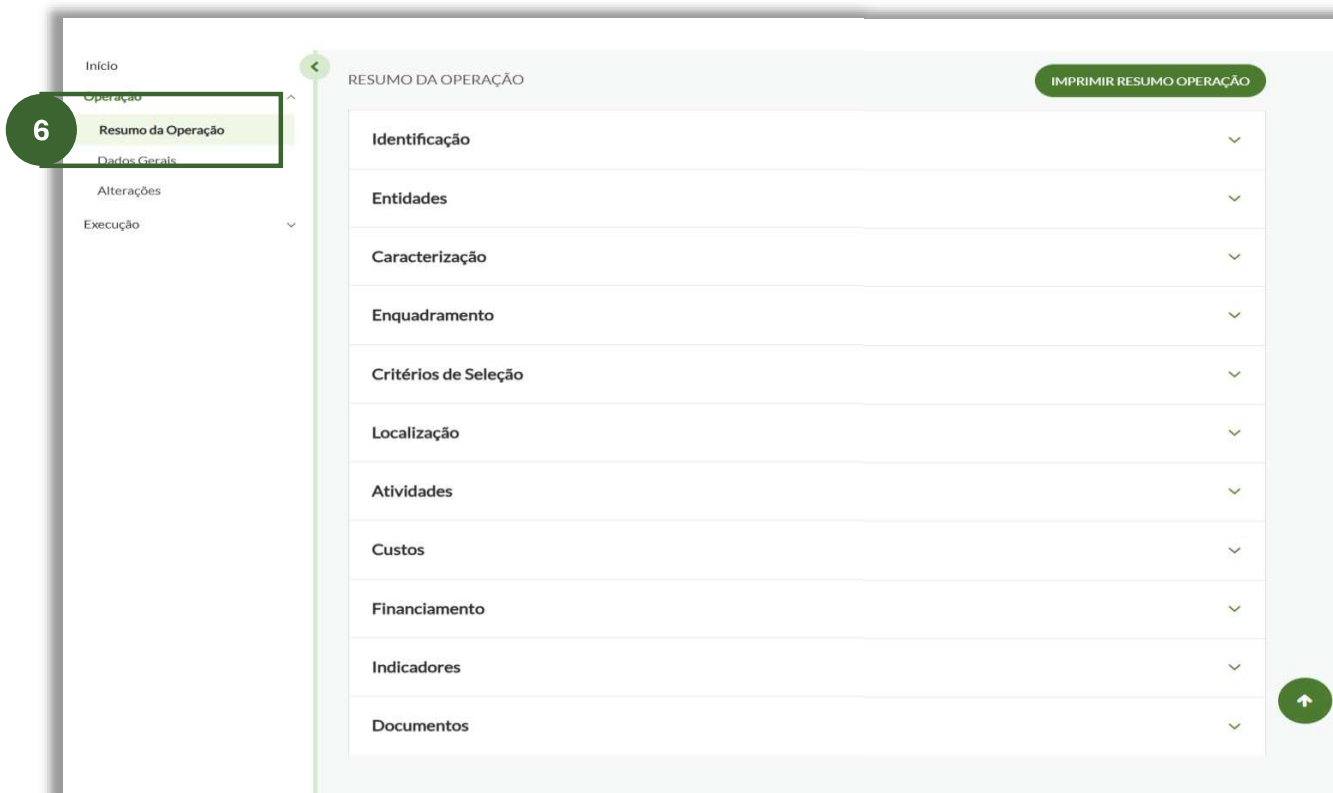 Início
Operação
6
Resumo da Operação
Dados Gerais
Alterações
Execução
RESUMO DA OPERAÇÃO
IMPRIMIR RESUMO OPERAÇÃO
Identificação
Entidades
Caracterização
Enquadramento
Critérios de Seleção
Localização
Atividades
Custos
Financiamento
Indicadores
Documentos